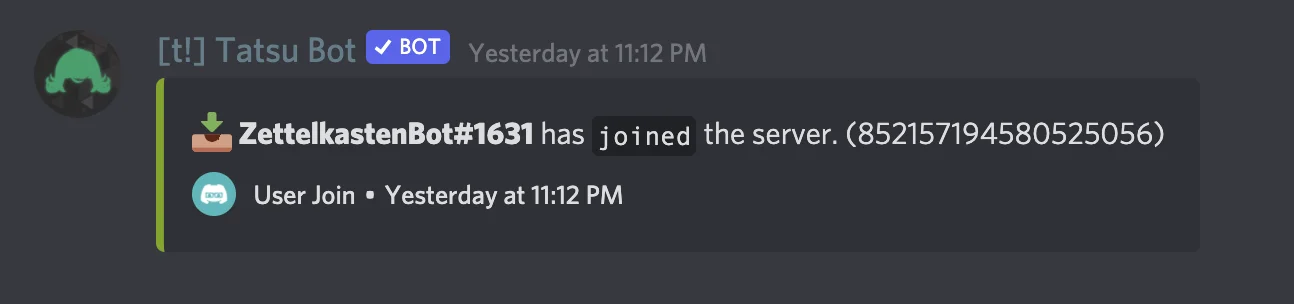 [t!] Tatsu Bot BOT Yesterday at 11:12 PM
ZettelkastenBot#1631 has joined the server. (852157194580525056)
User Join • Yesterday at 11:12 PM